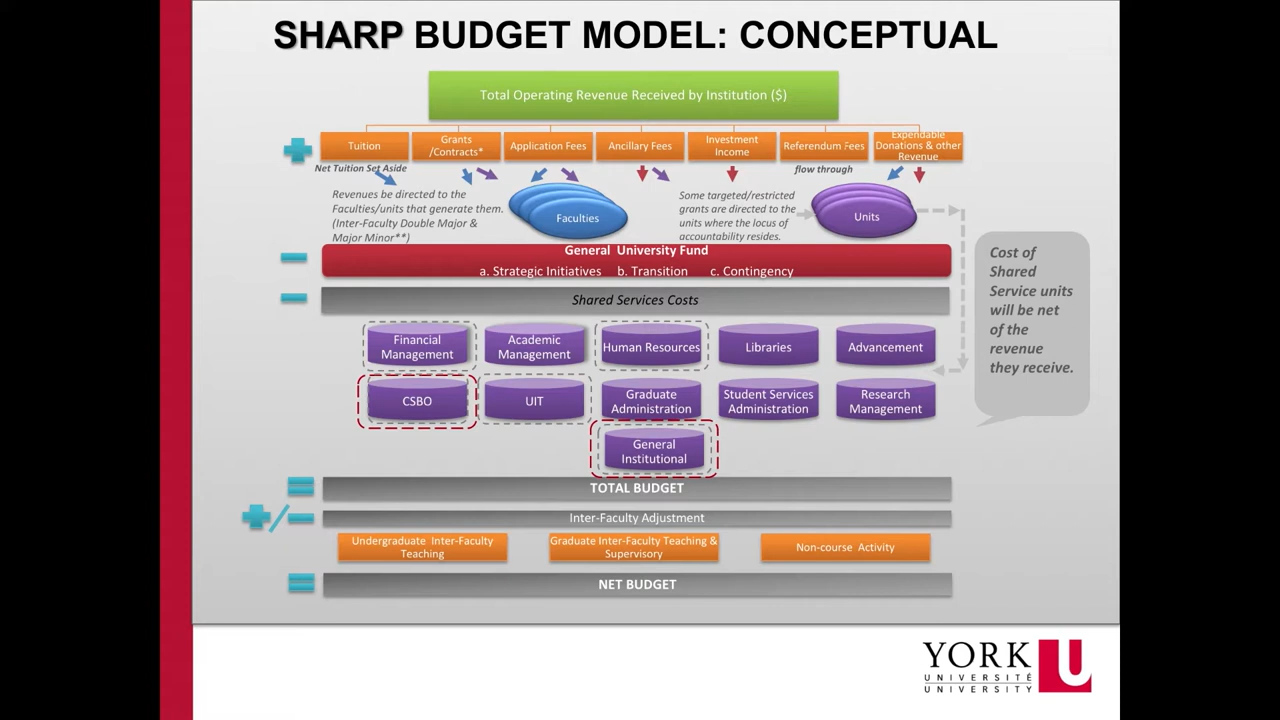 SHARP BUDGET MODEL: CONCEPTUAL
Total Operating Revenue Received by Institution ($)
Tuition
Grants
/Contracts*
Application Fees
Ancillary Fees
Investment
Income
Referendum Fees
Expendable
Donations & other
Revenue
Net Tuition Set Aside
flow through
Revenues be directed to the
Faculties/units that generate them.
(Inter-Faculty Double Major &
Major Minor**)
Faculties
Some targeted/restricted
grants are directed to the
units where the locus of
accountability resides.
Units
General University Fund
a. Strategic Initiatives b. Transition c. Contingency
Shared Services Costs
Cost of
Shared
Service units
will be net
of the
revenue
they receive.
Financial
Management
Academic
Management
Human Resources
Libraries
Advancement
CSBO
UIT
Graduate
Administration
Student Services
Administration
Research
Management
General
Institutional
TOTAL BUDGET
Inter-Faculty Adjustment
Undergraduate Inter-Faculty
Teaching
Graduate Inter-Faculty Teaching &
Supervisory
Non-course Activity
NET BUDGET
YORK U
UNIVERSITÉ
UNIVERSITY